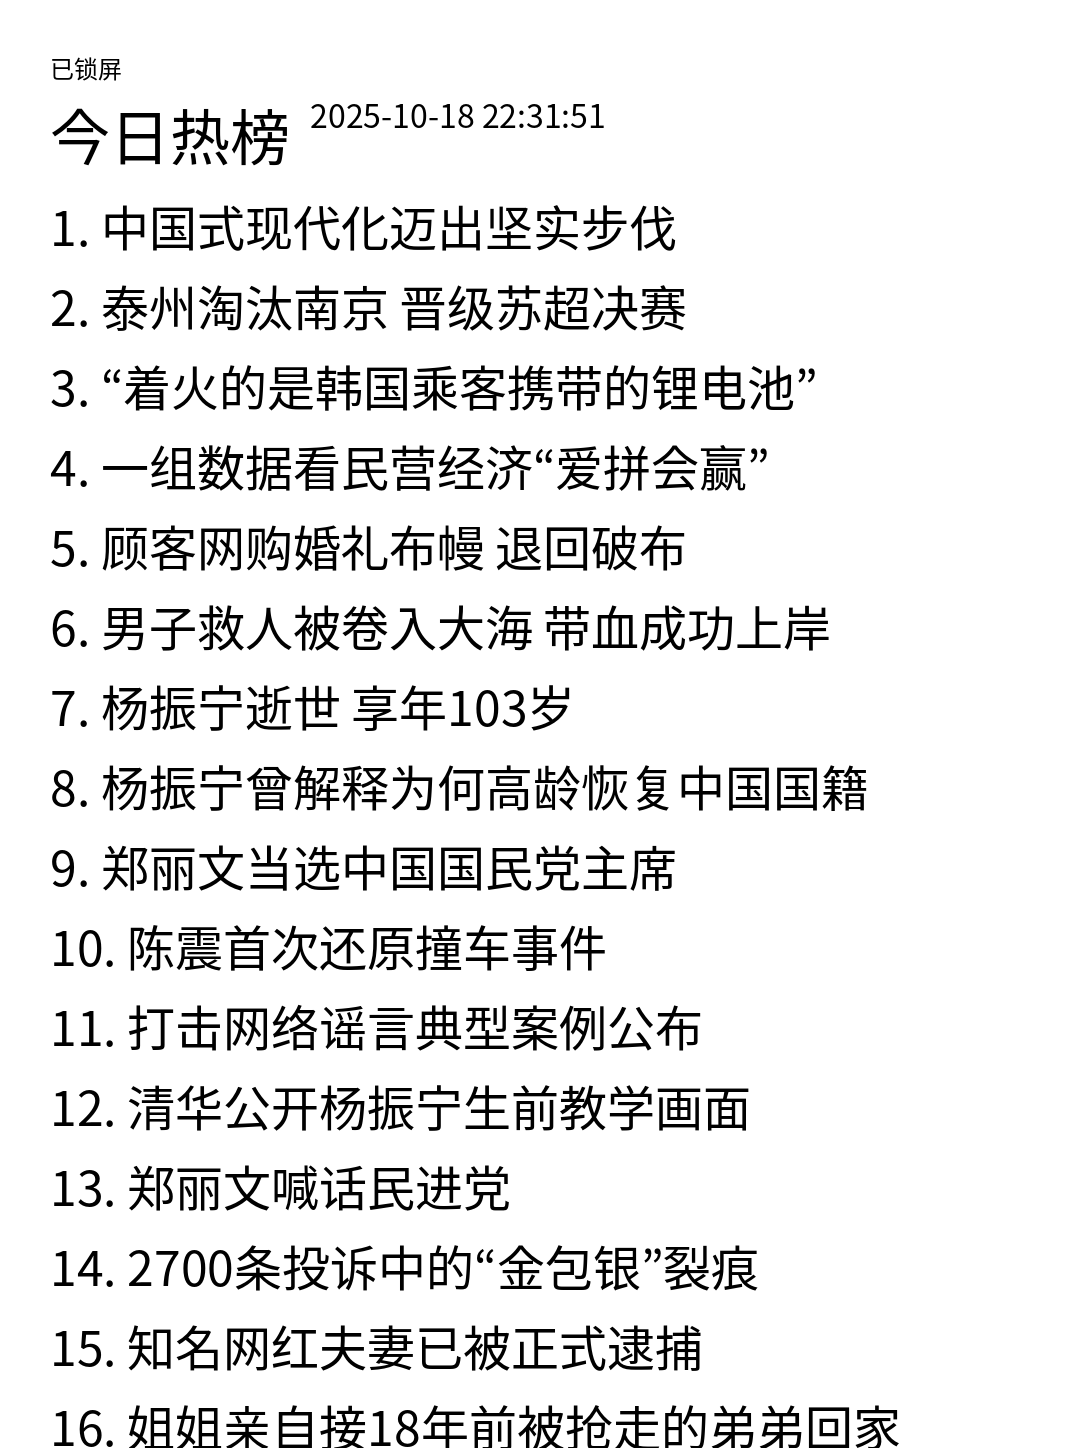 已锁屏
今日热榜 2025-10-18 22:31:51
1. 中国式现代化迈出坚实步伐
2. 泰州淘汰南京 晋级苏超决赛
3. “着火的是韩国乘客携带的锂电池”
4. 一组数据看民营经济“爱拼会赢”
5. 顾客网购婚礼布幔 退回破布
6. 男子救人被卷入大海 带血成功上岸
7. 杨振宁逝世 享年103岁
8. 杨振宁曾解释为何高龄恢复中国国籍
9. 郑丽文当选中国国民党主席
10. 陈震首次还原撞车事件
11. 打击网络谣言典型案例公布
12. 清华公开杨振宁生前教学画面
13. 郑丽文喊话民进党
14. 2700条投诉中的“金包银”裂痕
15. 知名网红夫妻已被正式逮捕
16. 姐姐亲自接18年前被抢走的弟弟回家